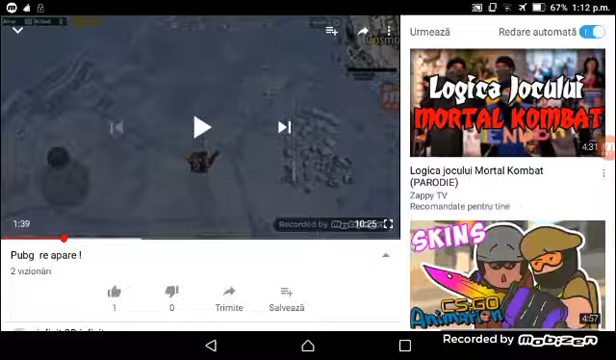 67% 1:12 p.m.
Urmează
Redare automată
Logica Jocului
MORTAL KOMBAT
4:31
Logica jocului Mortal Kombat
(PARODIE)
Zappy TV
Recomandate pentru tine
SKINS
CS:GO
Animation
4:57
1:39
Recorded by mobizen
10:25
Pubg re apare !
2 vizionări
1
0
Trimite
Salvează
Recorded by mobizen